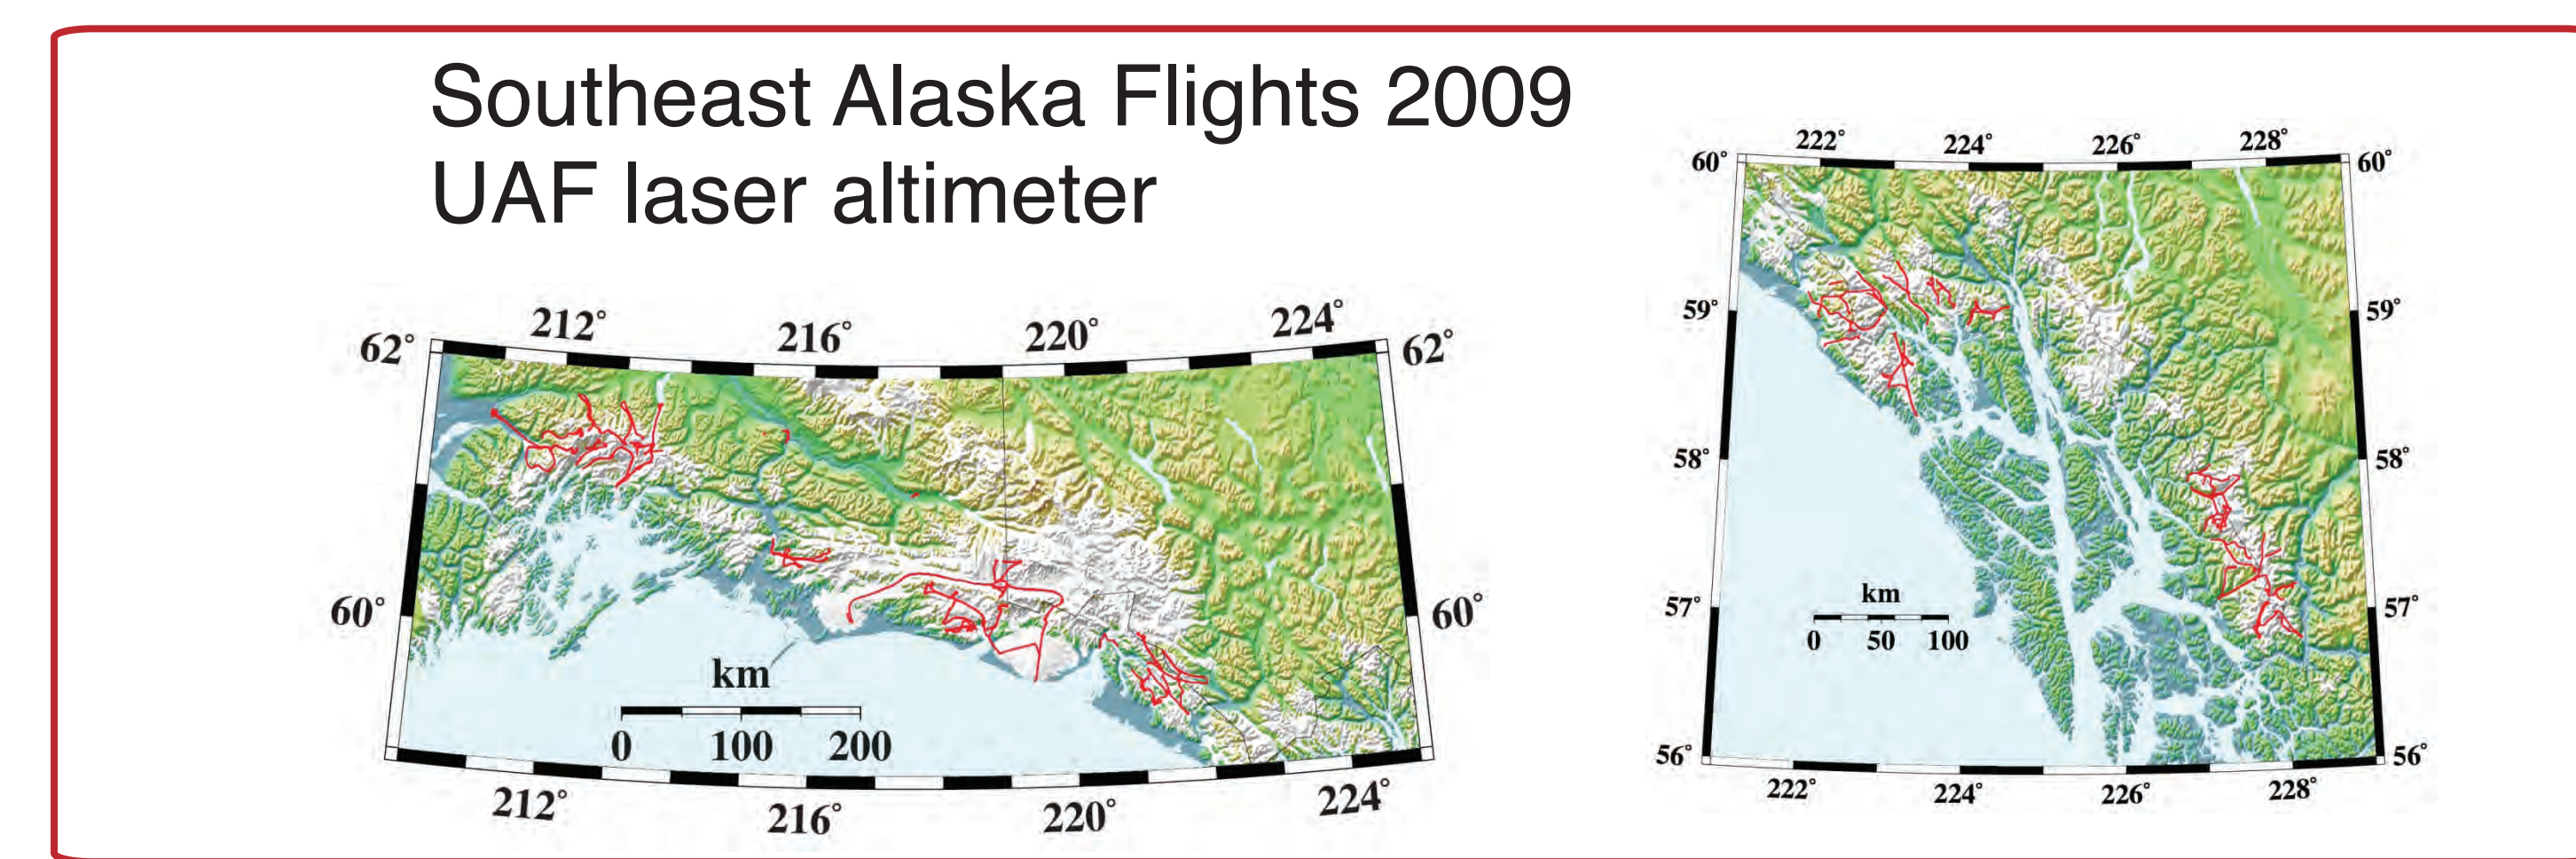 Southeast Alaska Flights 2009
UAF laser altimeter
212° 216° 220° 224°
62° 62°
60° 60°
km
0 100 200
212° 216° 220° 224°
222° 224° 226° 228°
60° 60°
59° 59°
58° 58°
57° 57°
km
0 50 100
56° 56°
222° 224° 226° 228°